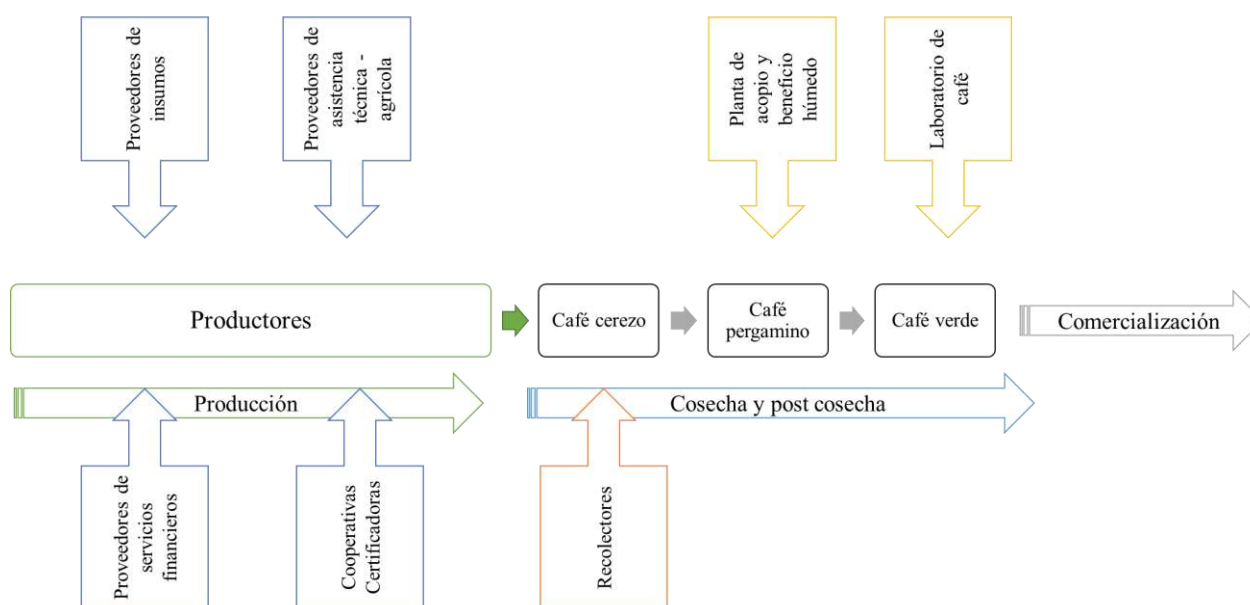 Proveedores de
insumos
Proveedores de
asistencia
técnica -
agrícola
Planta de
acopio y
beneficio
húmedo
Laboratorio de
café
Productores
Café cerezo
Café
pergamino
Café verde
Comercialización
Producción
Cosecha y post cosecha
Proveedores de
servicios
financieros
Cooperativas
Certificadoras
Recolectores